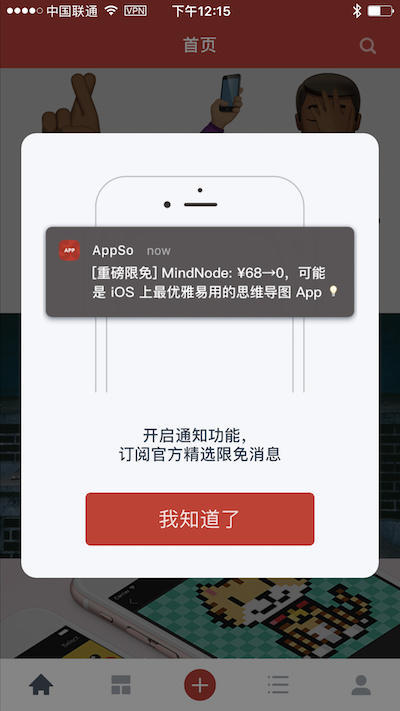 中国联通 VPN 下午12:15
首页
APP AppSo now
[重磅限免] MindNode: ¥68→0，可能
是 iOS 上最优雅易用的思维导图 App 💡
开启通知功能，
订阅官方精选限免消息
我知道了